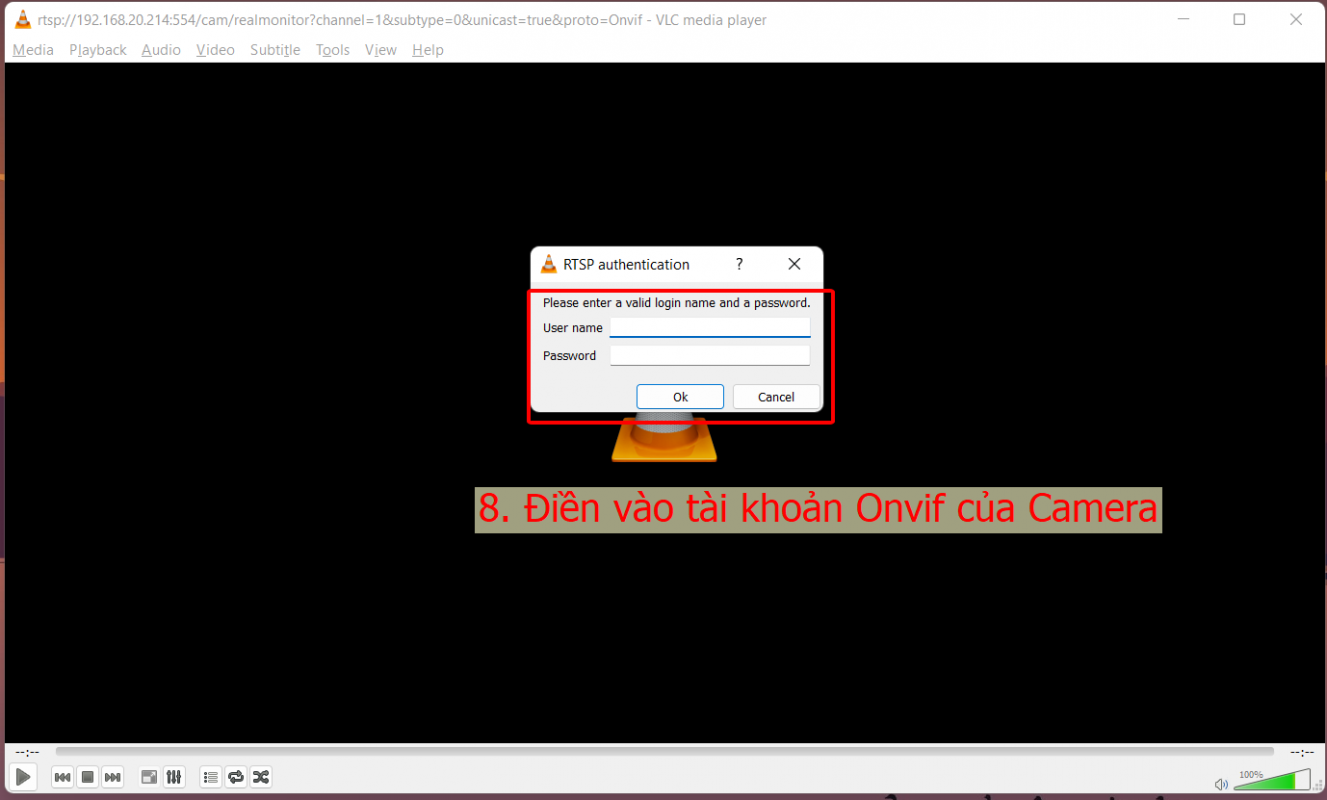 rtsp://192.168.20.214:554/cam/realmonitor?channel=1&subtype=0&unicast=true&proto=Onvif - VLC media player
Media Playback Audio Video Subtitle Tools View Help
RTSP authentication ?
Please enter a valid login name and a password.
User name
Password
Ok Cancel
8. Điền vào tài khoản Onvif của Camera
--:-- --:--
100%